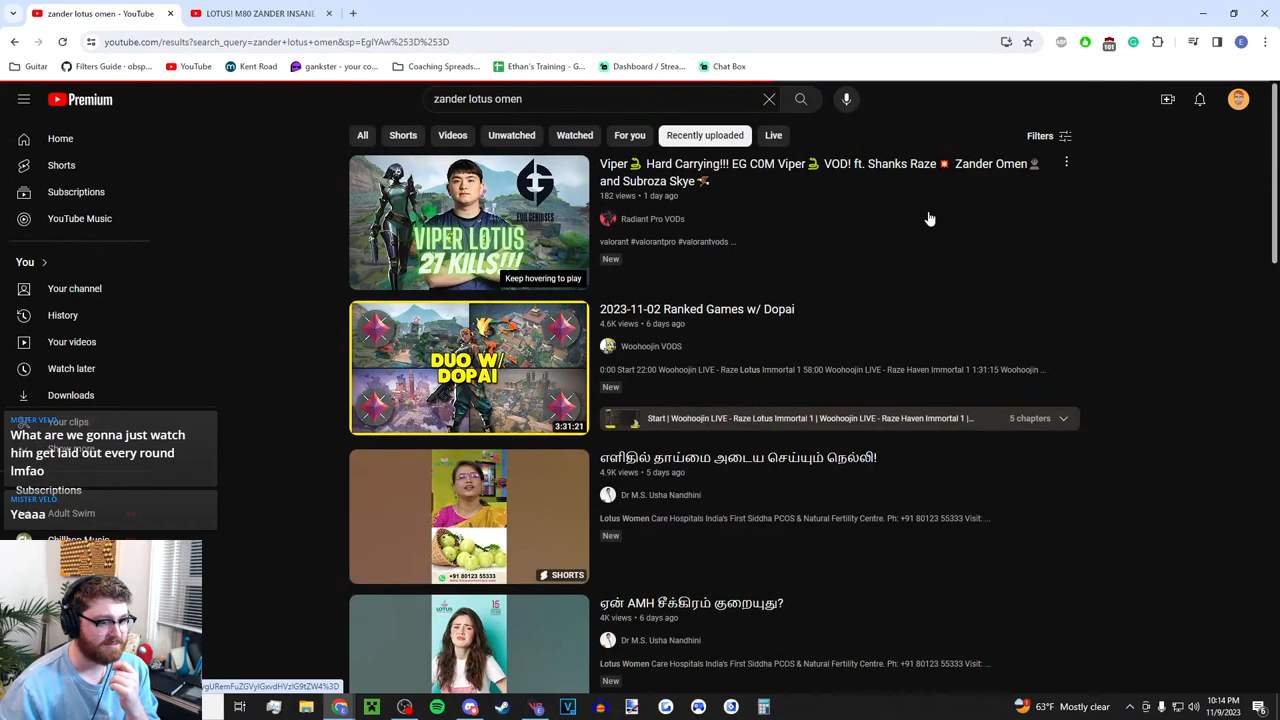 zander lotus omen - YouTube
LOTUS! M80 ZANDER INSANE
youtube.com/results?search_query=zander+lotus+omen&sp=EgIYAw%253D%253D
101
E
Guitar
Filters Guide · obsp...
YouTube
Kent Road
gankster - your co...
Coaching Spreads...
Ethan's Training - G...
Dashboard / Strea...
Chat Box
Premium
zander lotus omen
Home
Shorts
Subscriptions
YouTube Music
You
Your channel
History
Your videos
Watch later
Downloads
Your clips
Show more
Subscriptions
Adult Swim
Chillhop Music
All
Shorts
Videos
Unwatched
Watched
For you
Recently uploaded
Live
Filters
EVIL GENIUSES
VIPER LOTUS
27 KILLS!!!
Keep hovering to play
Viper Hard Carrying!!! EG C0M Viper VOD! ft. Shanks Raze Zander Omen
and Subroza Skye
182 views • 1 day ago
Radiant Pro VODs
valorant #valorantpro #valorantvods ...
New
DUO W/
DOPAI
3:31:21
2023-11-02 Ranked Games w/ Dopai
4.6K views • 6 days ago
Woohoojin VODS
0:00 Start 22:00 Woohoojin LIVE - Raze Lotus Immortal 1 58:00 Woohoojin LIVE - Raze Haven Immortal 1 1:31:15 Woohoojin ...
New
Start | Woohoojin LIVE - Raze Lotus Immortal 1 | Woohoojin LIVE - Raze Haven Immortal 1 |...
5 chapters
SHORTS
எளிதில் தாய்மை அடைய செய்யும் நெல்லி!
4.9K views • 5 days ago
Dr M.S. Usha Nandhini
Lotus Women Care Hospitals India's First Siddha PCOS & Natural Fertility Centre. Ph: +91 80123 55333 Visit: ...
New
+91 80123 55333
ஏன் AMH சீக்கிரம் குறையுது?
4K views • 6 days ago
Dr M.S. Usha Nandhini
Lotus Women Care Hospitals India's First Siddha PCOS & Natural Fertility Centre. Ph: +91 80123 55333 Visit: ...
New
MISTER VELO
What are we gonna just watch
him get laid out every round
lmfao
MISTER VELO
Yeaaa
63°F Mostly clear
10:14 PM
11/9/2023